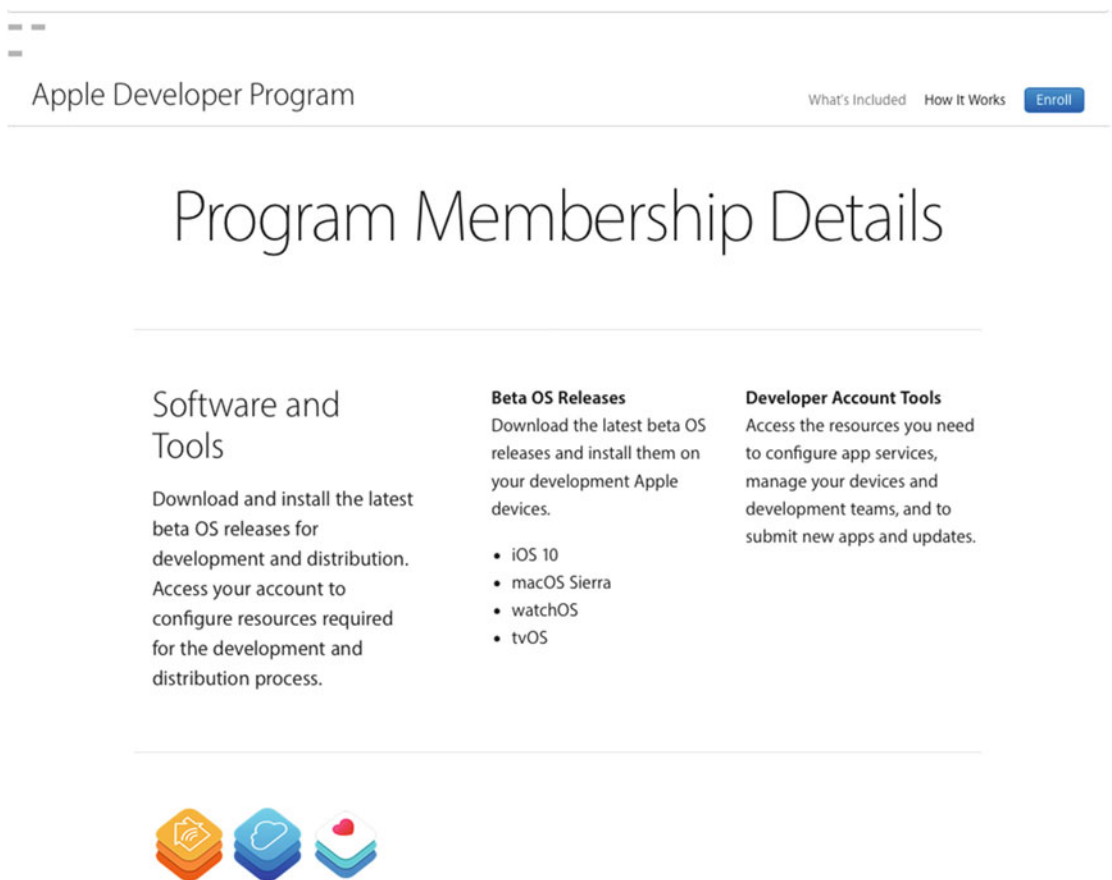 Apple Developer Program
What's Included How It Works Enroll
Program Membership Details
Software and
Tools
Download and install the latest
beta OS releases for
development and distribution.
Access your account to
configure resources required
for the development and
distribution process.
Beta OS Releases
Download the latest beta OS
releases and install them on
your development Apple
devices.
• iOS 10
• macOS Sierra
• watchOS
• tvOS
Developer Account Tools
Access the resources you need
to configure app services,
manage your devices and
development teams, and to
submit new apps and updates.